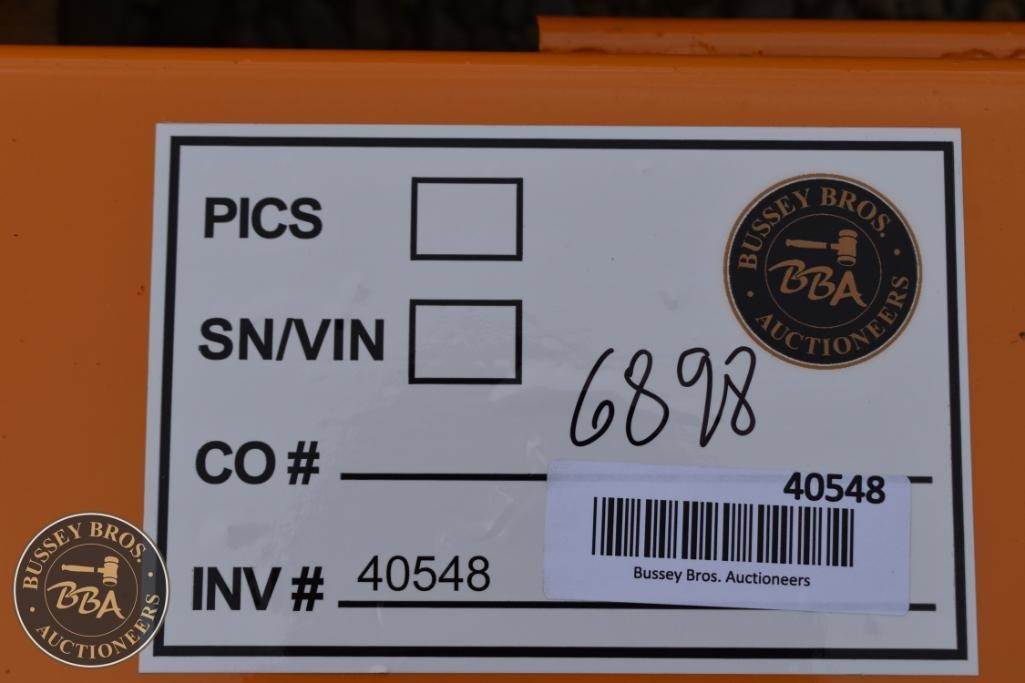 PICS
BUSSEY BROS.
BBA
AUCTIONEERS
SN/VIN
6898
CO #
40548
Bussey Bros. Auctioneers
INV # 40548
BUSSEY BROS.
BBA
AUCTIONEERS